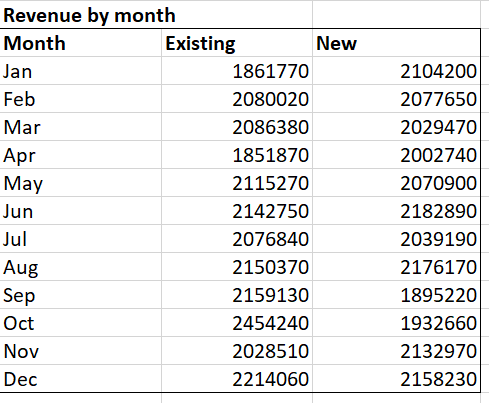 Revenue by month
Month Existing New
Jan 1861770 2104200
Feb 2080020 2077650
Mar 2086380 2029470
Apr 1851870 2002740
May 2115270 2070900
Jun 2142750 2182890
Jul 2076840 2039190
Aug 2150370 2176170
Sep 2159130 1895220
Oct 2454240 1932660
Nov 2028510 2132970
Dec 2214060 2158230